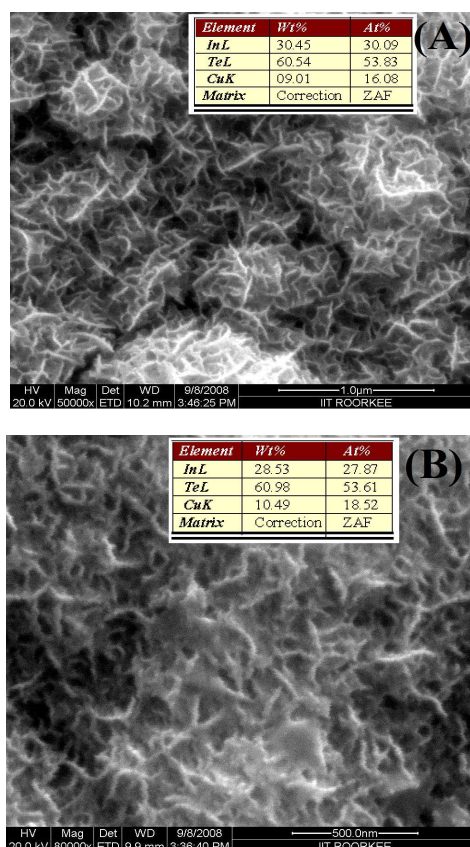 Element Wt% At%
InL 30.45 30.09
TeL 60.54 53.83
CuK 09.01 16.08
Matrix Correction ZAF
(A)
HV Mag Det WD 9/8/2008 1.0µm
20.0 kV 50000x ETD 10.2 mm 3:46:25 PM IIT ROORKEE
Element Wt% At%
InL 28.53 27.87
TeL 60.98 53.61
CuK 10.49 18.52
Matrix Correction ZAF
(B)
HV Mag Det WD 9/8/2008 500.0nm
20.0 kV 80000x ETD 9.9 mm 3:36:40 PM IIT ROORKEE